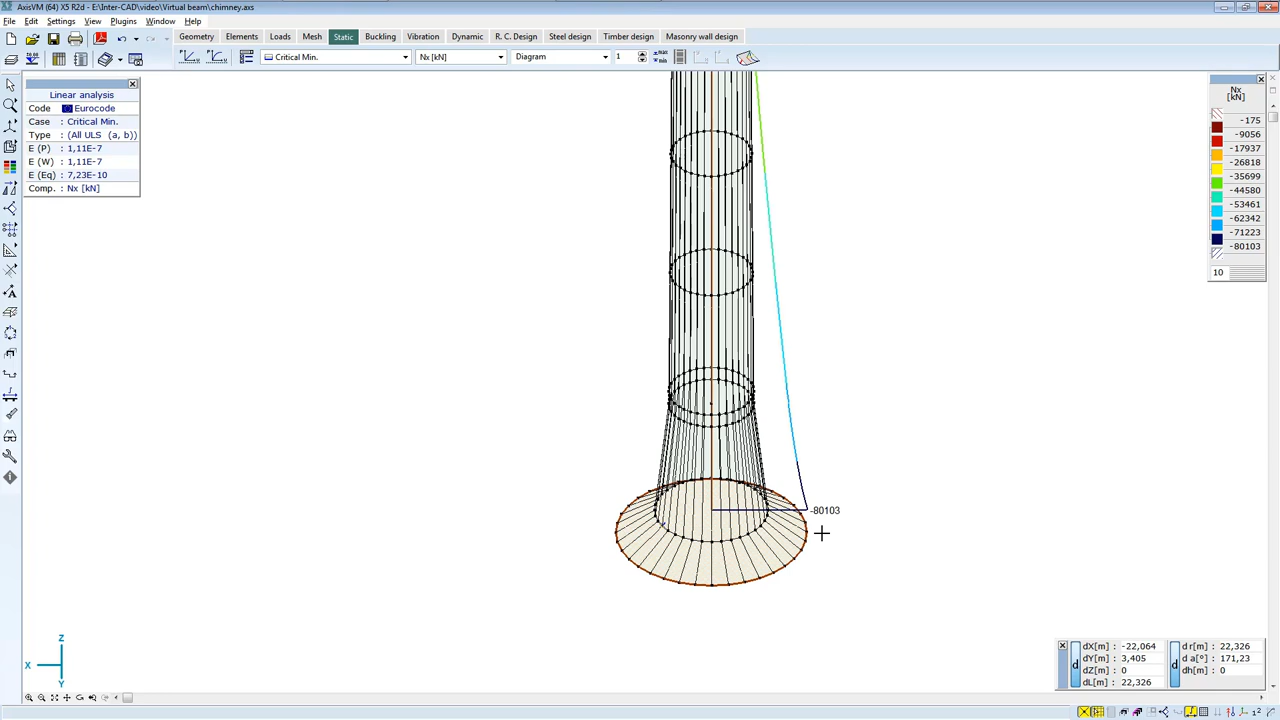 AxisVM (64) X5 R2d - E:\Inter-CAD\video\Virtual beam\chimney.axs
File Edit Settings View Plugins Window Help
Geometry Elements Loads Mesh Static Buckling Vibration Dynamic R. C. Design Steel design Timber design Masonry wall design
Critical Min. Nx [kN] Diagram 1
Linear analysis
Code Eurocode
Case : Critical Min.
Type : (All ULS (a, b))
E (P) : 1,11E-7
E (W) : 1,11E-7
E (Eq) : 7,23E-10
Comp. : Nx [kN]
Nx
[kN]
-175
-9056
-17937
-26818
-35699
-44580
-53461
-62342
-71223
-80103
10
-80103
Z
X
Y
dX[m] : -22,064
dY[m] : 3,405
dZ[m] : 0
dL[m] : 22,326
d r[m] : 22,326
d a[°] : 171,23
dh[m] : 0
d
d